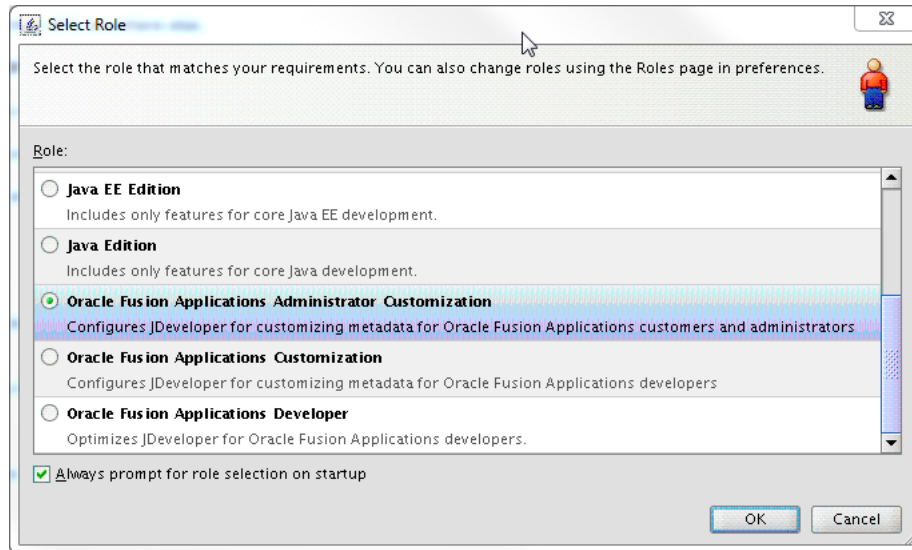 Select Role
Select the role that matches your requirements. You can also change roles using the Roles page in preferences.
Role:
Java EE Edition
Includes only features for core Java EE development.
Java Edition
Includes only features for core Java development.
Oracle Fusion Applications Administrator Customization
Configures JDeveloper for customizing metadata for Oracle Fusion Applications customers and administrators
Oracle Fusion Applications Customization
Configures JDeveloper for customizing metadata for Oracle Fusion Applications developers
Oracle Fusion Applications Developer
Optimizes JDeveloper for Oracle Fusion Applications developers.
Always prompt for role selection on startup
OK Cancel